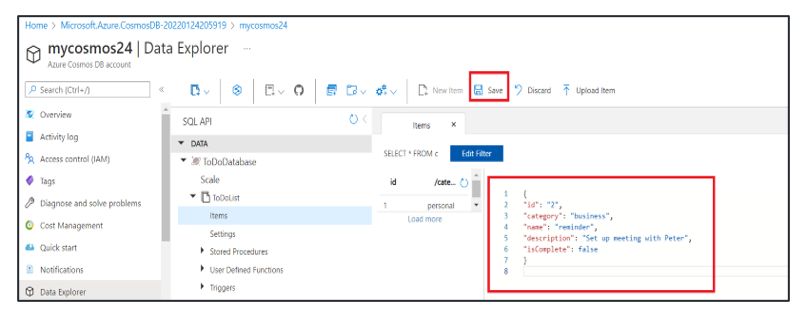 Home > Microsoft.Azure.CosmosDB-20220124205919 > mycosmos24
mycosmos24 | Data Explorer ...
Azure Cosmos DB account
Search (Ctrl+/)
«
New Item
Save
Discard
Upload Item
Overview
Activity log
Access control (IAM)
Tags
Diagnose and solve problems
Cost Management
Quick start
Notifications
Data Explorer
SQL API
DATA
ToDoDatabase
Scale
ToDoList
Items
Settings
Stored Procedures
User Defined Functions
Triggers
Items ×
SELECT * FROM c
Edit Filter
id /cate...
1 personal
Load more
1 {
2 "id": "2",
3 "category": "business",
4 "name": "reminder",
5 "description": "Set up meeting with Peter",
6 "isComplete": false
7 }
8